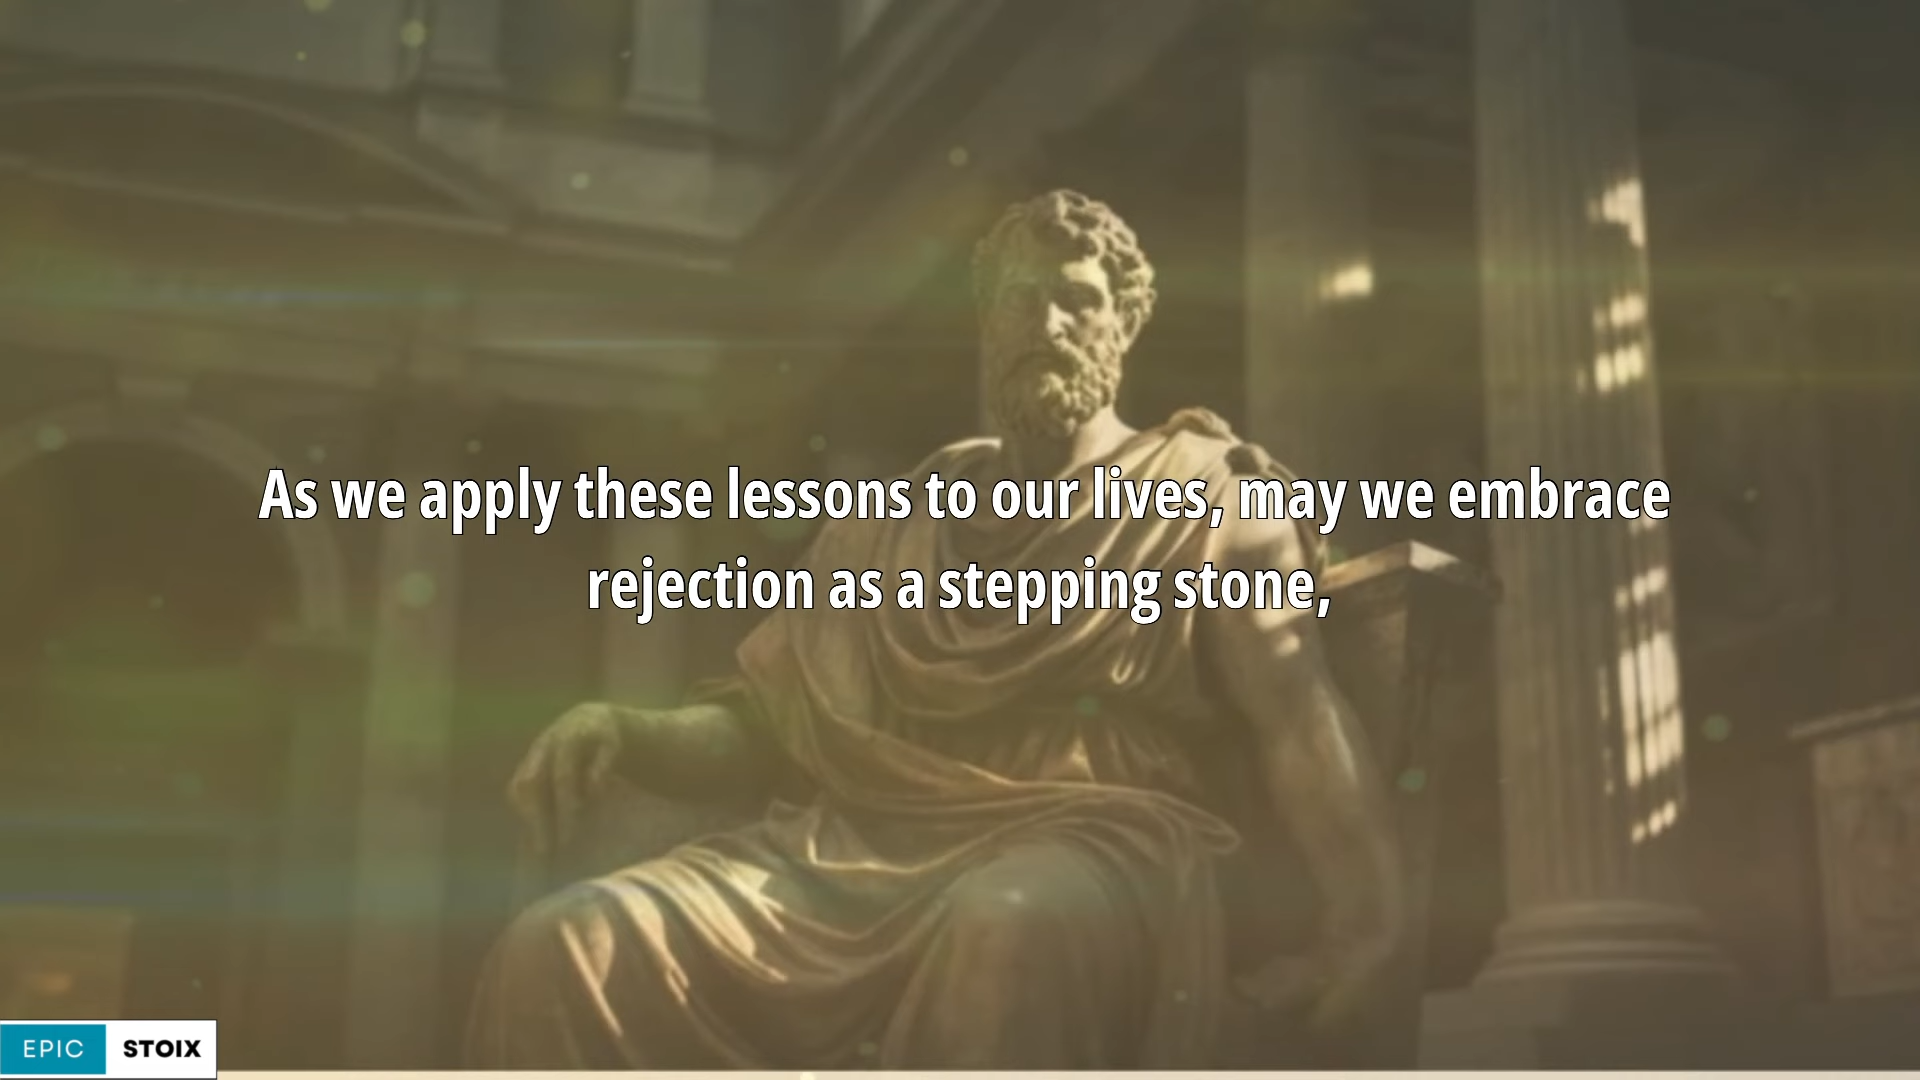 As we apply these lessons to our lives, may we embrace
rejection as a stepping stone,
EPIC STOIX